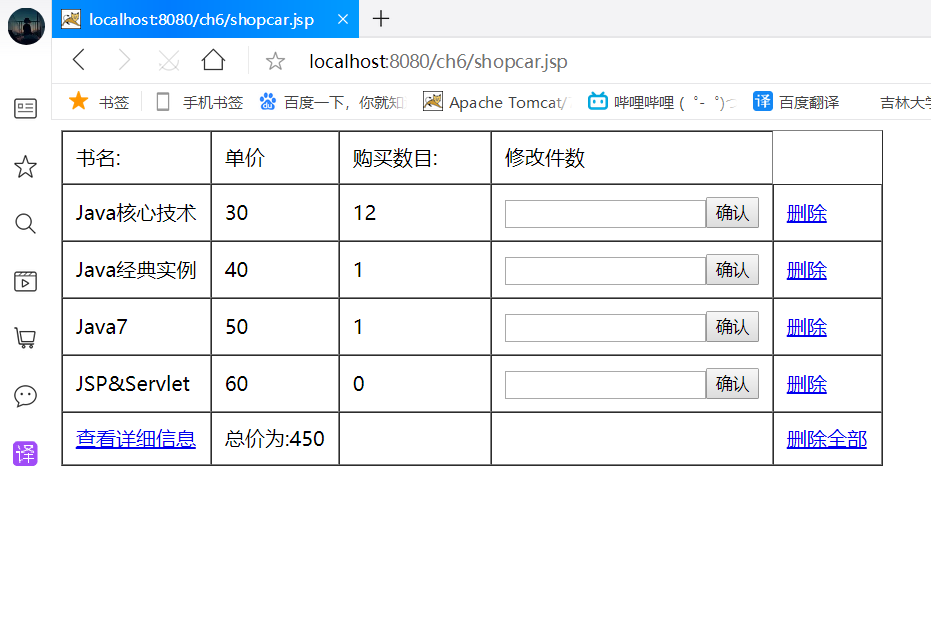 localhost:8080/ch6/shopcar.jsp
localhost:8080/ch6/shopcar.jsp
书签 手机书签 百度一下，你就知 Apache Tomcat/ 哔哩哔哩 ( ゜- ゜)つ 译 百度翻译 吉林大学
书名: 单价 购买数目: 修改件数
Java核心技术 30 12 确认 删除
Java经典实例 40 1 确认 删除
Java7 50 1 确认 删除
JSP&Servlet 60 0 确认 删除
查看详细信息 总价为:450 删除全部
译